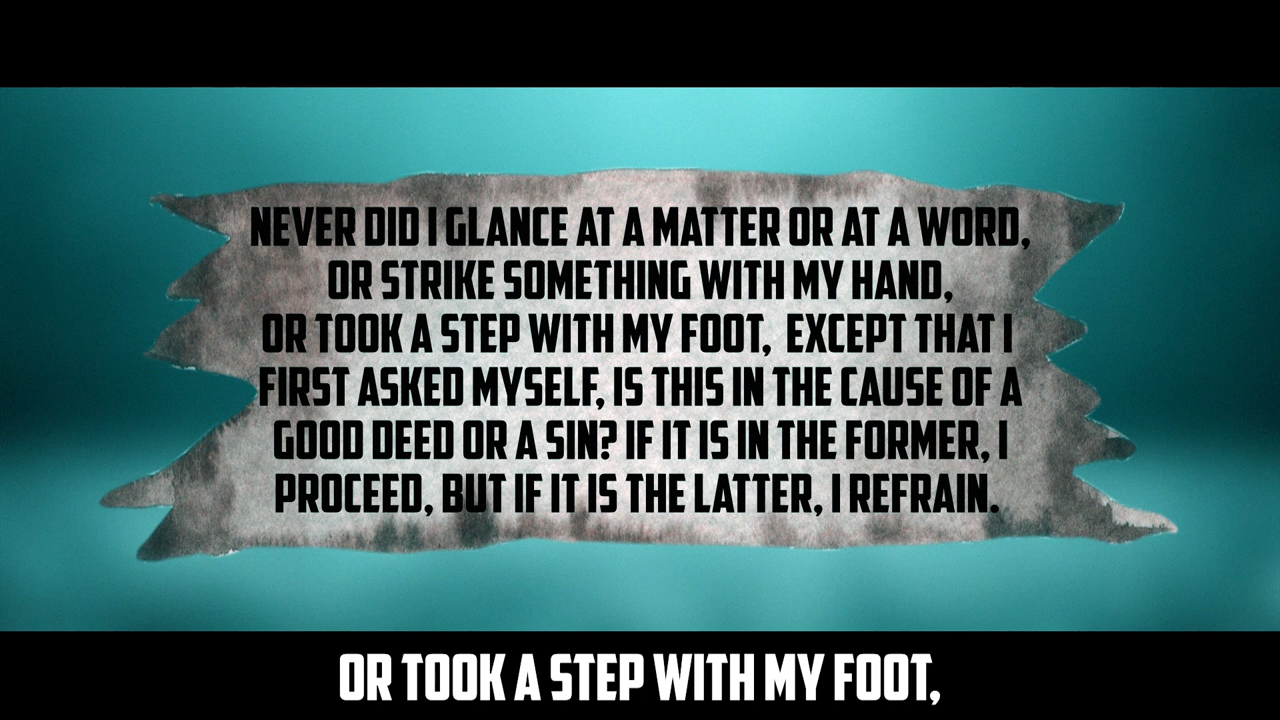 NEVER DID I GLANCE AT A MATTER OR AT A WORD,
OR STRIKE SOMETHING WITH MY HAND,
OR TOOK A STEP WITH MY FOOT, EXCEPT THAT I
FIRST ASKED MYSELF, IS THIS IN THE CAUSE OF A
GOOD DEED OR A SIN? IF IT IS IN THE FORMER, I
PROCEED, BUT IF IT IS THE LATTER, I REFRAIN.
OR TOOK A STEP WITH MY FOOT,